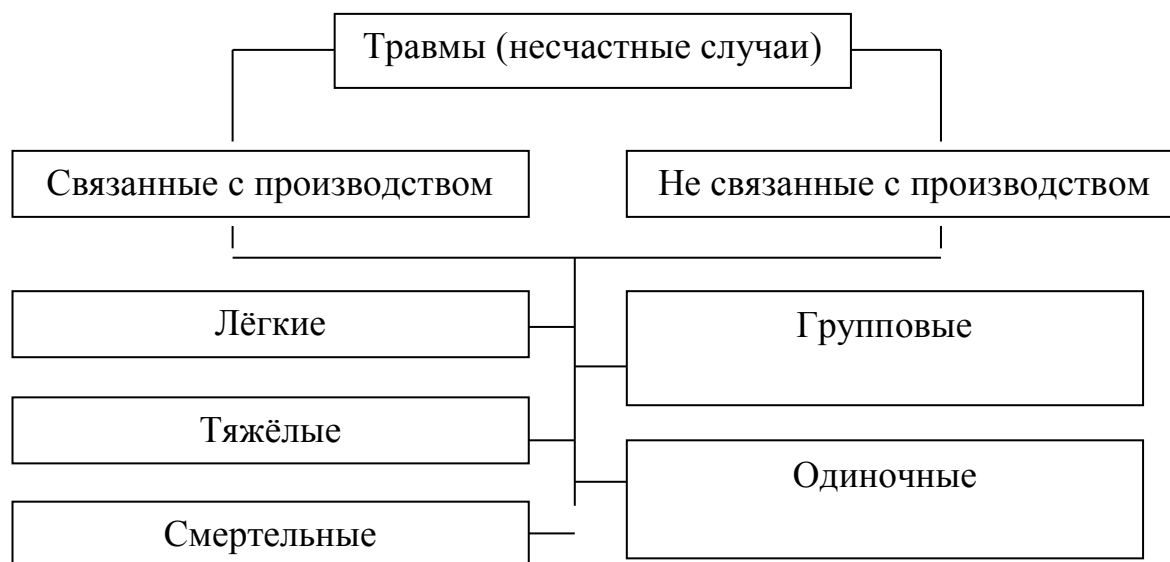 Травмы (несчастные случаи)
Связанные с производством
Не связанные с производством
Лёгкие
Групповые
Тяжёлые
Одиночные
Смертельные